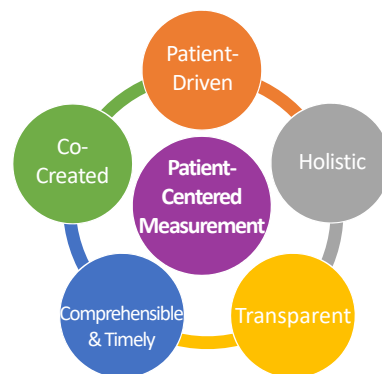 Patient-
Driven
Co-
Created
Patient-
Centered
Measurement
Holistic
Comprehensible
& Timely
Transparent